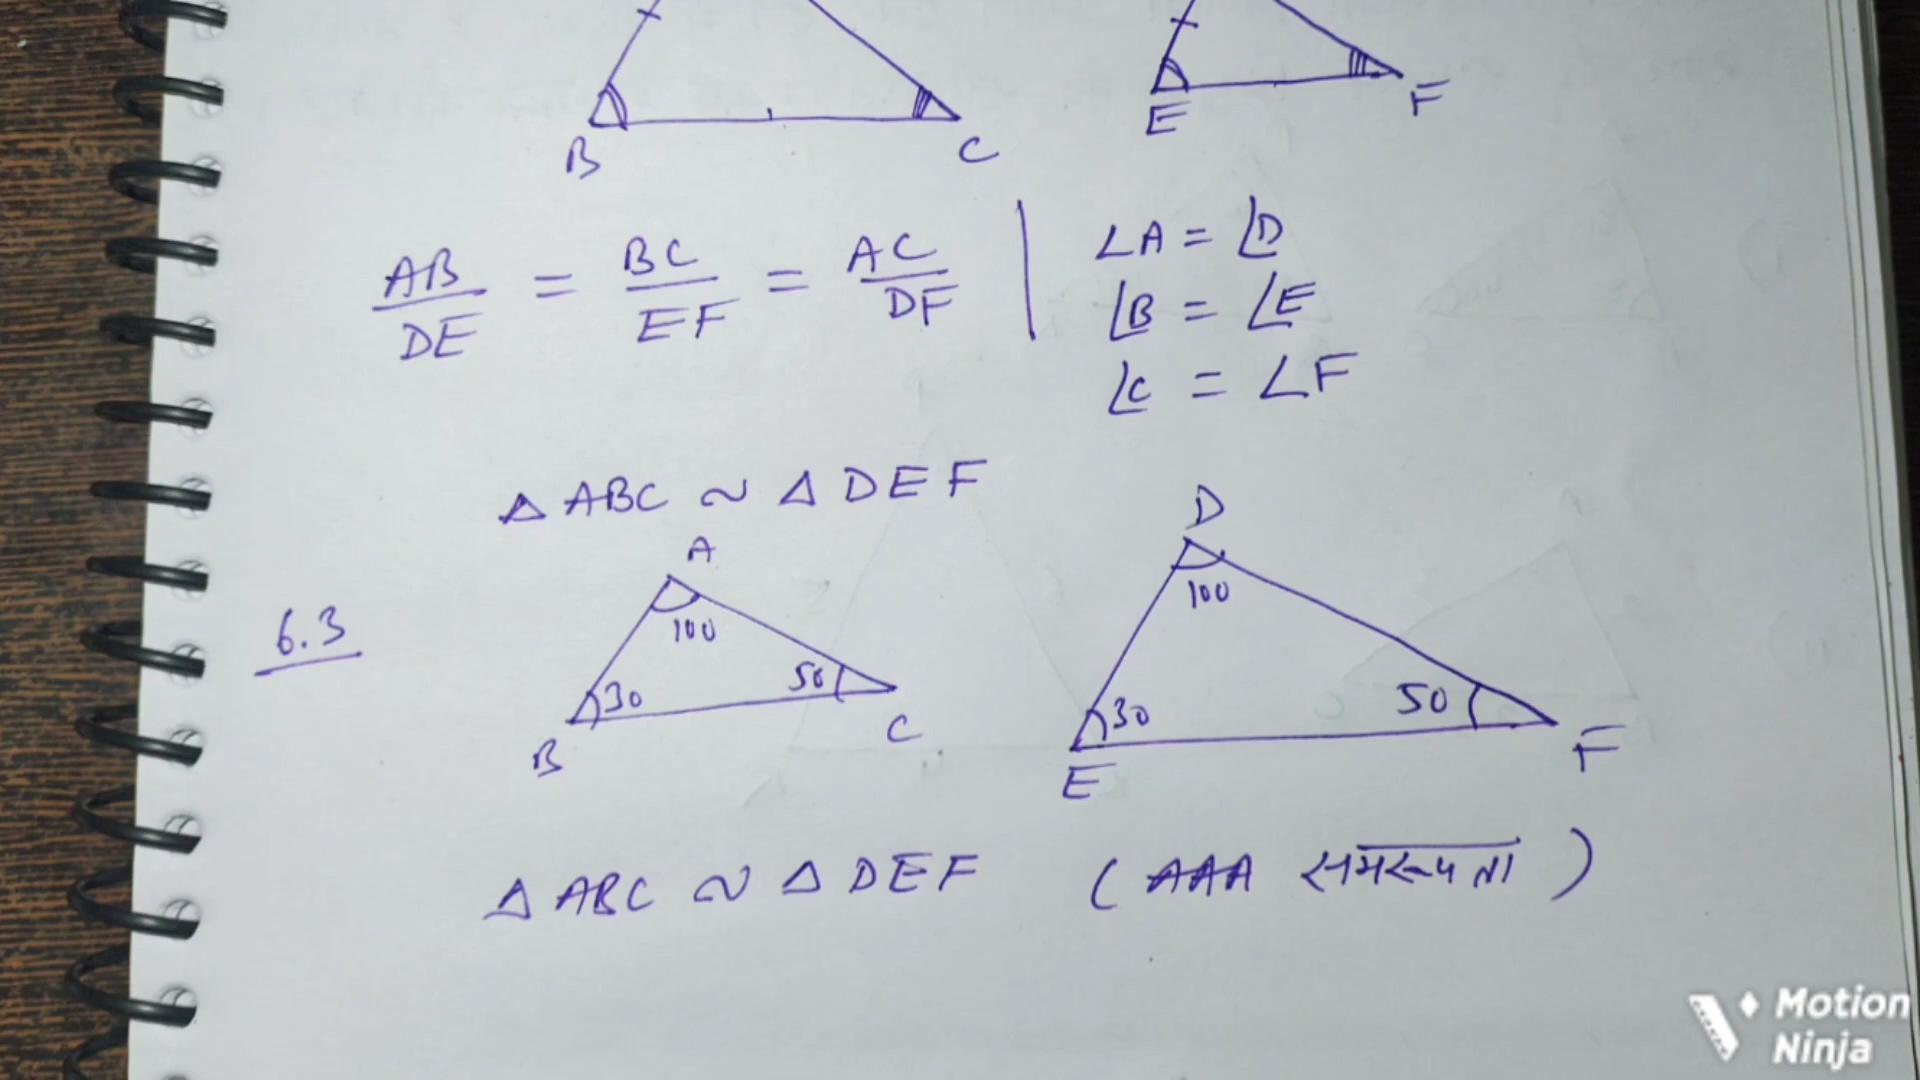 B C E F
AB/DE = BC/EF = AC/DF | ∠A = ∠D
∠B = ∠E
∠C = ∠F
△ ABC ~ △ DEF
6.3
A 100 B 30 50 C
D 100 E 30 50 F
△ ABC ~ △ DEF (AAA समरूपता)
Motion
Ninja